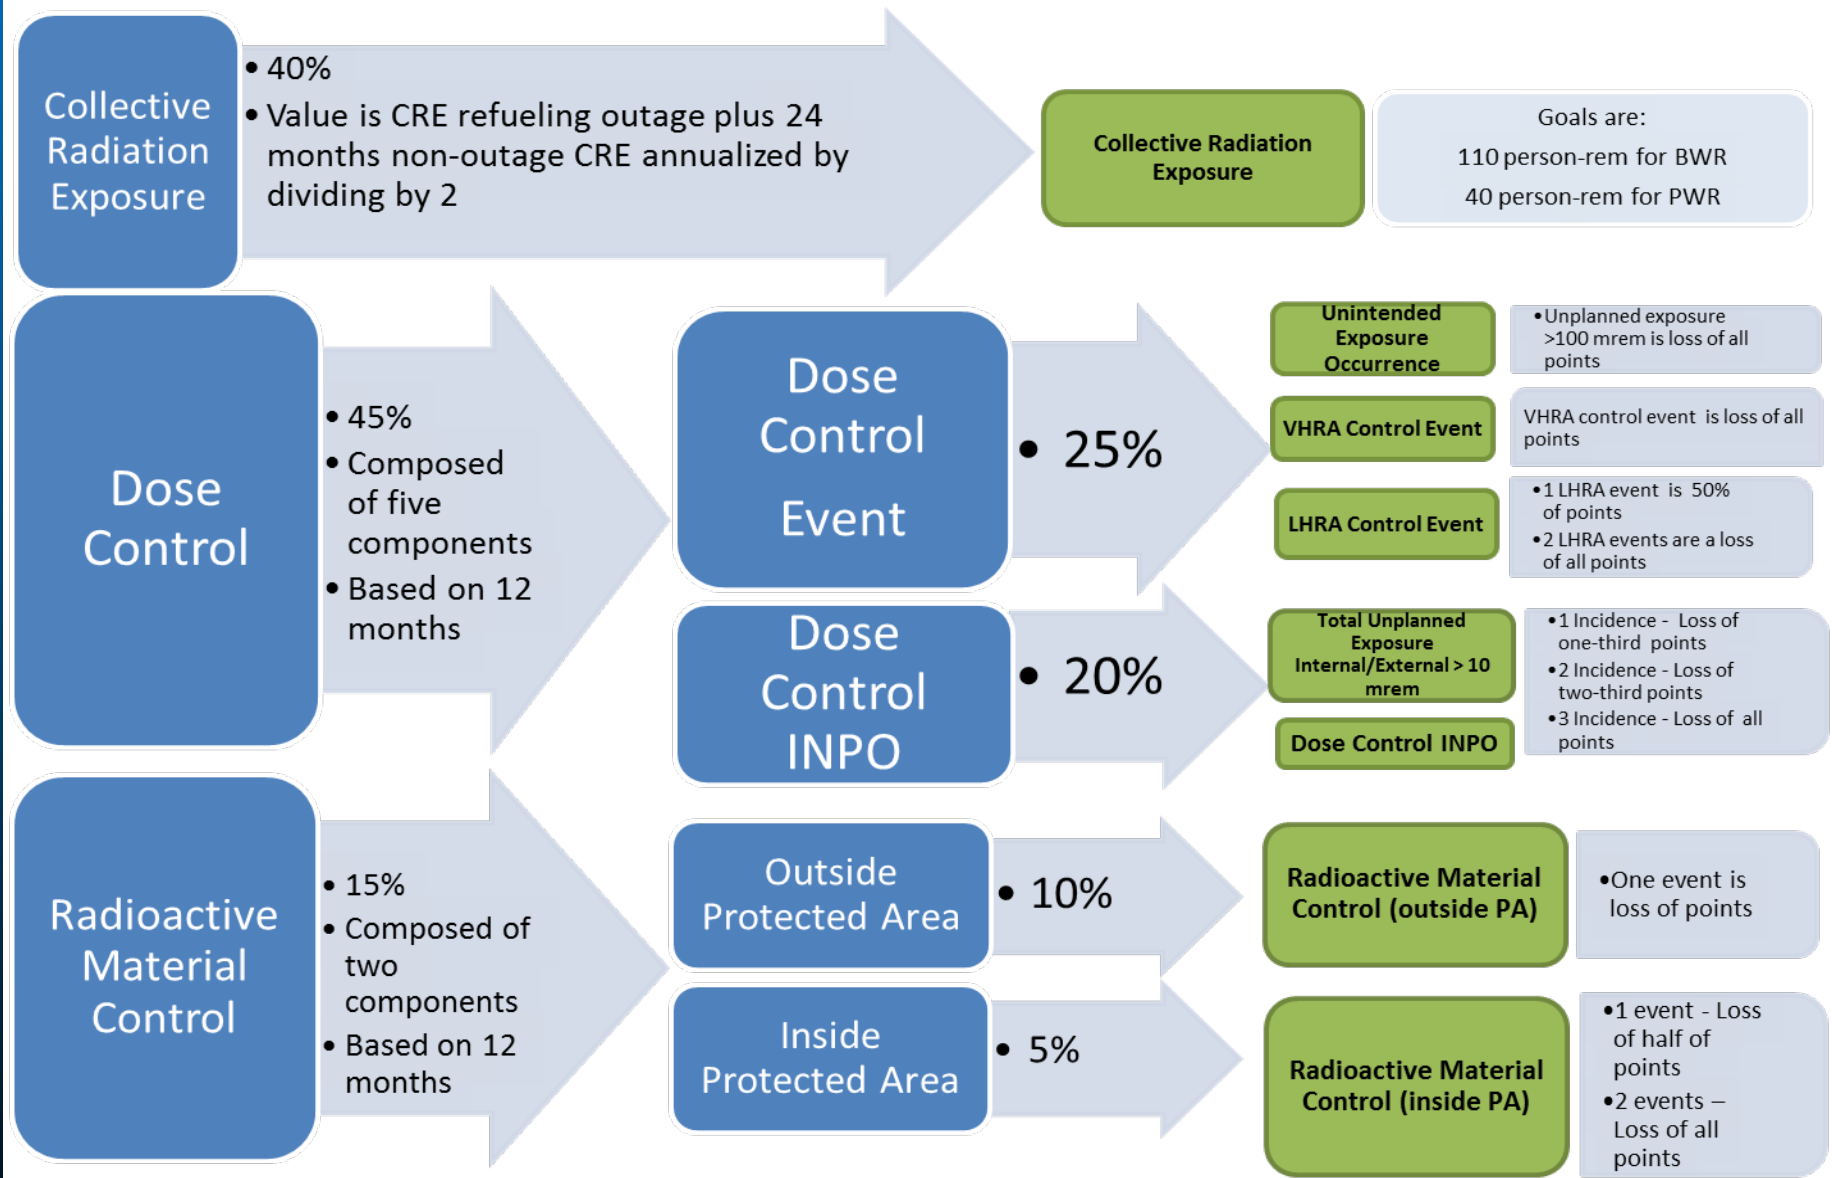 Collective
Radiation
Exposure
• 40%
• Value is CRE refueling outage plus 24
months non-outage CRE annualized by
dividing by 2
Collective Radiation
Exposure
Goals are:
110 person-rem for BWR
40 person-rem for PWR
Dose
Control
• 45%
• Composed
of five
components
• Based on 12
months
Dose
Control
Event
• 25%
Unintended
Exposure
Occurrence
•Unplanned exposure
>100 mrem is loss of all
points
VHRA Control Event
VHRA control event is loss of all
points
LHRA Control Event
•1 LHRA event is 50%
of points
•2 LHRA events are a loss
of all points
Dose
Control
INPO
• 20%
Total Unplanned
Exposure
Internal/External > 10
mrem
Dose Control INPO
•1 Incidence - Loss of
one-third points
•2 Incidence - Loss of
two-third points
•3 Incidence - Loss of all
points
Radioactive
Material
Control
• 15%
• Composed of
two
components
• Based on 12
months
Outside
Protected Area
• 10%
Radioactive Material
Control (outside PA)
•One event is
loss of points
Inside
Protected Area
• 5%
Radioactive Material
Control (inside PA)
•1 event - Loss
of half of
points
•2 events –
Loss of all
points